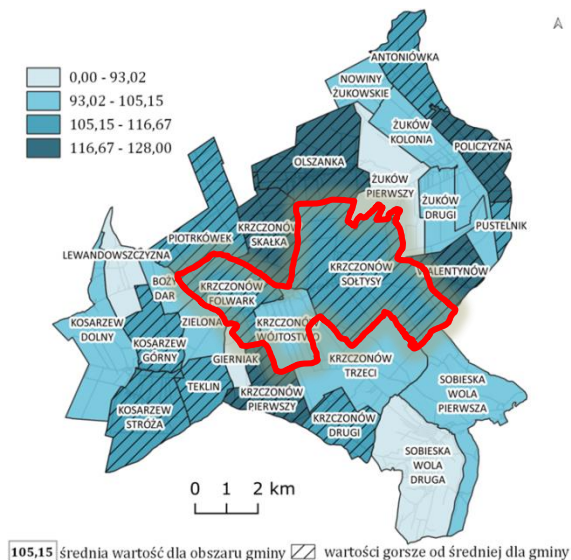 0,00 - 93,02
93,02 - 105,15
105,15 - 116,67
116,67 - 128,00
ANTONIÓWKA
NOWINY
ŻUKOWSKIE
ŻUKÓW
KOLONIA
POLICZYZNA
OLSZANKA
ŻUKÓW
PIERWSZY
ŻUKÓW
DRUGI
PUSTELNIK
KRZCZONÓW
SKAŁKA
PIOTRKÓWEK
LEWANDOWSZCZYZNA
BOŻY
DAR
KRZCZONÓW
FOLWARK
KRZCZONÓW
SOŁTYSY
WALENTYNÓW
KOSARZEW
DOLNY
ZIELONA
KRZCZONÓW
WÓJTOSTWO
KOSARZEW
GÓRNY
GIERNIAK
KRZCZONÓW
TRZECI
TEKLIN
KRZCZONÓW
PIERWSZY
SOBIESKA
WOLA
PIERWSZA
KOSARZEW
STRÓŻA
KRZCZONÓW
DRUGI
SOBIESKA
WOLA
DRUGA
0 1 2 km
105,15 średnia wartość dla obszaru gminy wartości gorsze od średniej dla gminy